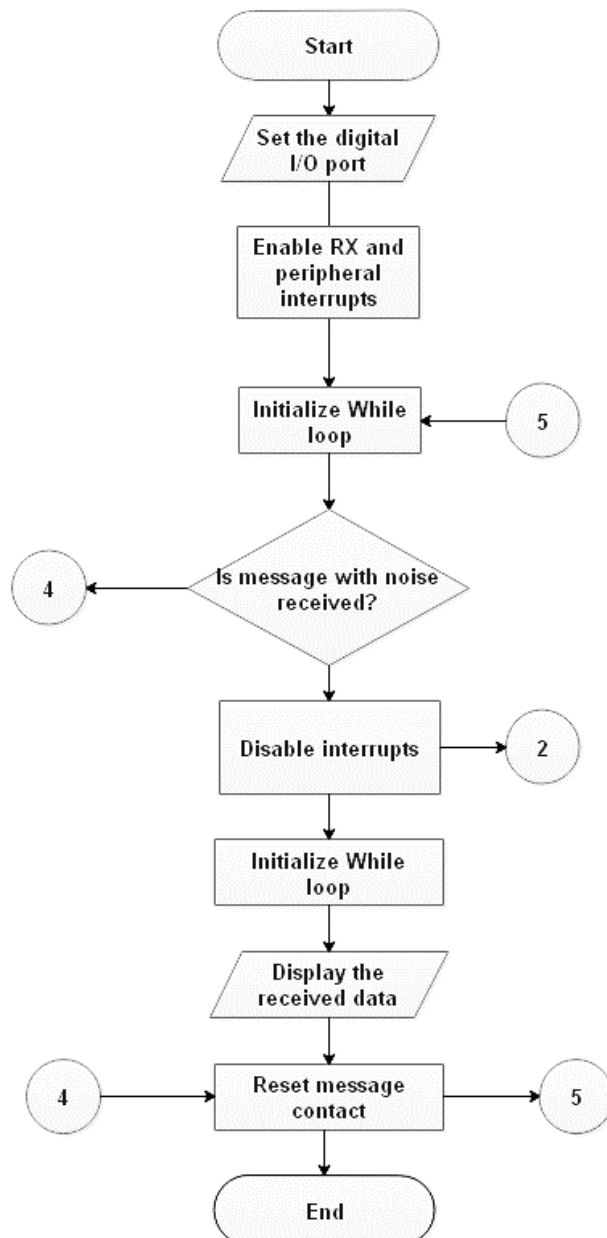 Start
Set the digital
I/O port
Enable RX and
peripheral
interrupts
Initialize While
loop
5
Is message with noise
received?
4
Disable interrupts
2
Initialize While
loop
Display the
received data
4
Reset message
contact
5
End